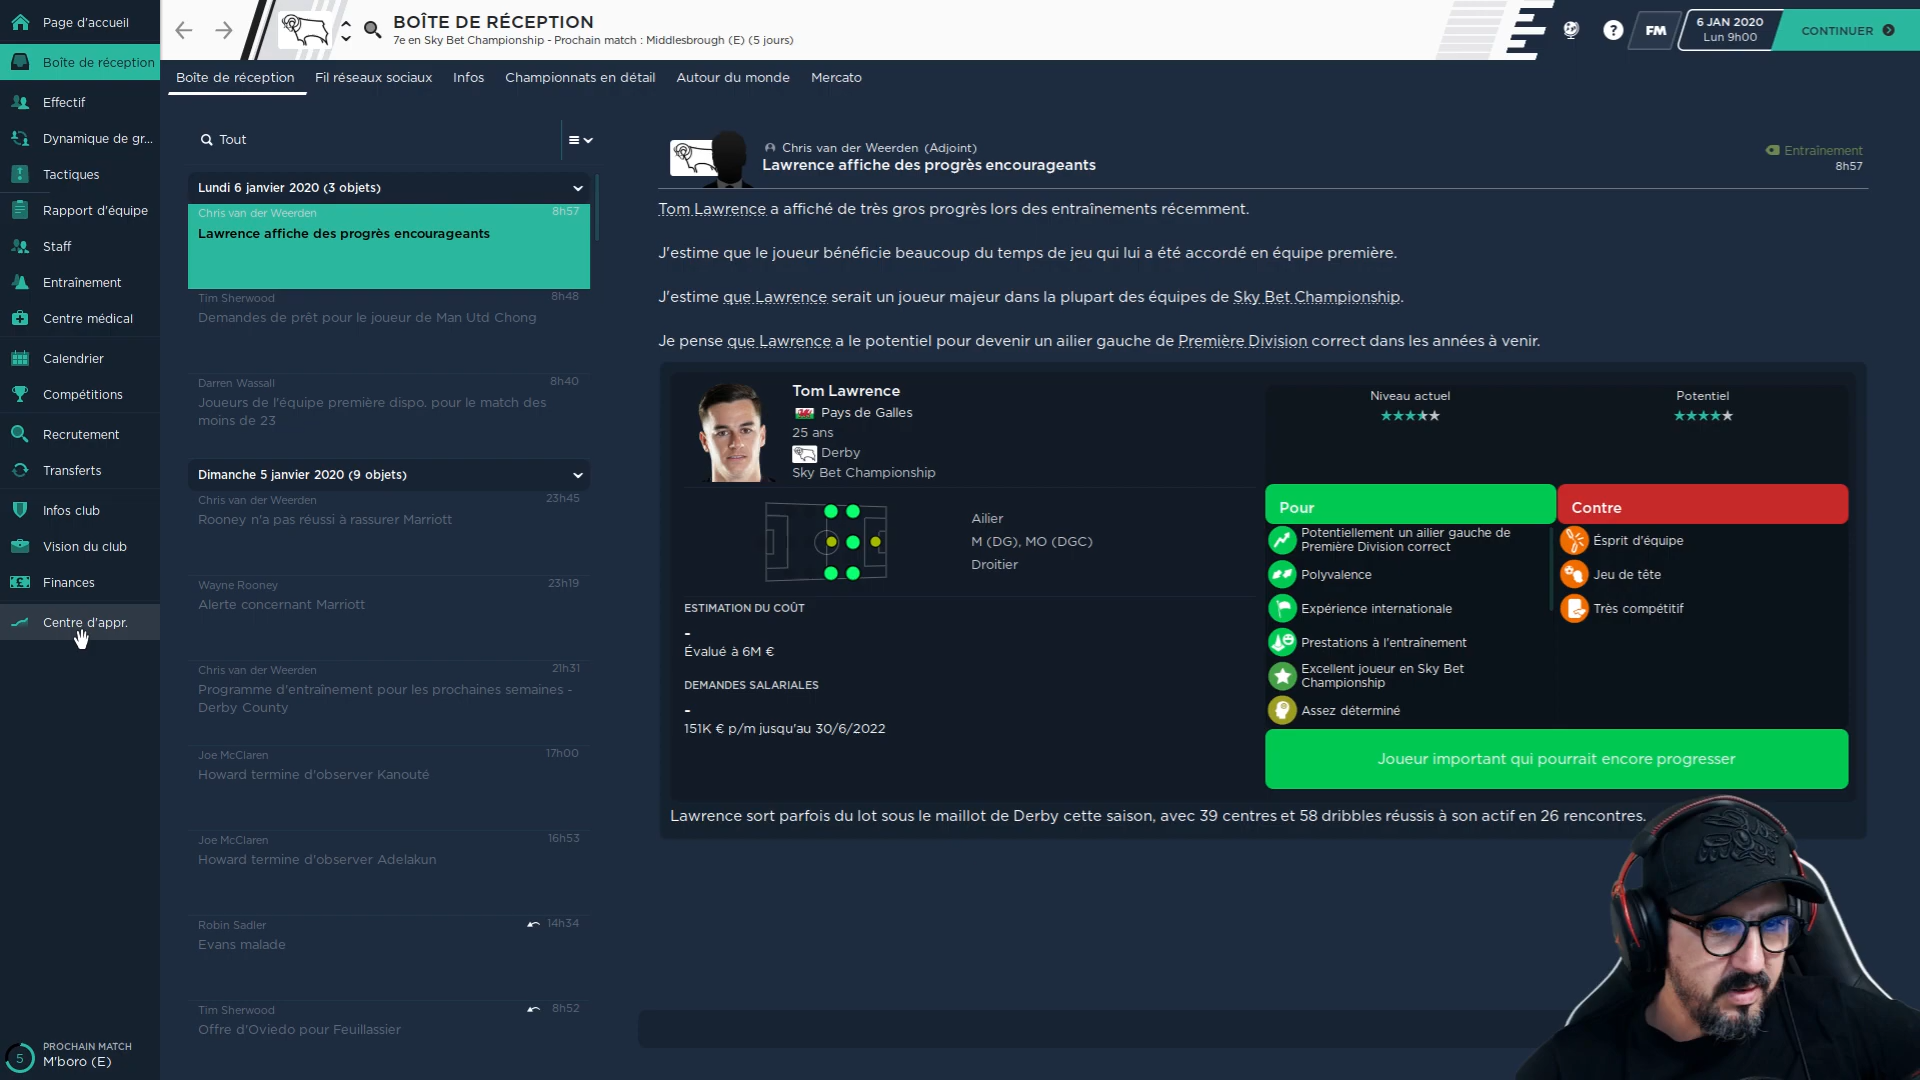 Page d'accueil
Boîte de réception
Effectif
Dynamique de gr...
Tactiques
Rapport d'équipe
Staff
Entraînement
Centre médical
Calendrier
Compétitions
Recrutement
Transferts
Infos club
Vision du club
Finances
Centre d'appr.
5
PROCHAIN MATCH
M'boro (E)
BOÎTE DE RÉCEPTION
7e en Sky Bet Championship - Prochain match : Middlesbrough (E) (5 jours)
?
FM
6 JAN 2020
Lun 9h00
CONTINUER
Boîte de réception Fil réseaux sociaux Infos Championnats en détail Autour du monde Mercato
Tout
Lundi 6 janvier 2020 (3 objets)
Chris van der Weerden 8h57
Lawrence affiche des progrès encourageants
Tim Sherwood 8h48
Demandes de prêt pour le joueur de Man Utd Chong
Darren Wassall 8h40
Joueurs de l'équipe première dispo. pour le match des
moins de 23
Dimanche 5 janvier 2020 (9 objets)
Chris van der Weerden 23h45
Rooney n'a pas réussi à rassurer Marriott
Wayne Rooney 23h19
Alerte concernant Marriott
Chris van der Weerden 21h31
Programme d'entraînement pour les prochaines semaines -
Derby County
Joe McClaren 17h00
Howard termine d'observer Kanouté
Joe McClaren 16h53
Howard termine d'observer Adelakun
Robin Sadler 14h34
Evans malade
Tim Sherwood 8h52
Offre d'Oviedo pour Feuillassier
Chris van der Weerden (Adjoint)
Lawrence affiche des progrès encourageants
Entraînement
8h57
Tom Lawrence a affiché de très gros progrès lors des entraînements récemment.
J'estime que le joueur bénéficie beaucoup du temps de jeu qui lui a été accordé en équipe première.
J'estime que Lawrence serait un joueur majeur dans la plupart des équipes de Sky Bet Championship.
Je pense que Lawrence a le potentiel pour devenir un ailier gauche de Première Division correct dans les années à venir.
Tom Lawrence
Pays de Galles
25 ans
Derby
Sky Bet Championship
Niveau actuel
Potentiel
Ailier
M (DG), MO (DGC)
Droitier
ESTIMATION DU COÛT
-
Évalué à 6M €
DEMANDES SALARIALES
-
151K € p/m jusqu'au 30/6/2022
Pour
Potentiellement un ailier gauche de
Première Division correct
Polyvalence
Expérience internationale
Prestations à l'entraînement
Excellent joueur en Sky Bet
Championship
Assez déterminé
Contre
Ésprit d'équipe
Jeu de tête
Très compétitif
Joueur important qui pourrait encore progresser
Lawrence sort parfois du lot sous le maillot de Derby cette saison, avec 39 centres et 58 dribbles réussis à son actif en 26 rencontres.